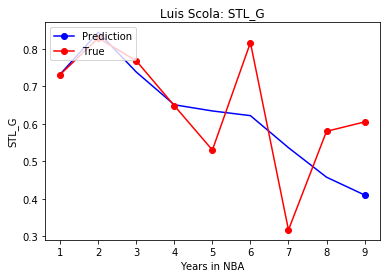 Luis Scola: STL_G
Prediction
True
STL_G
0.8
0.7
0.6
0.5
0.4
0.3
1 2 3 4 5 6 7 8 9
Years in NBA